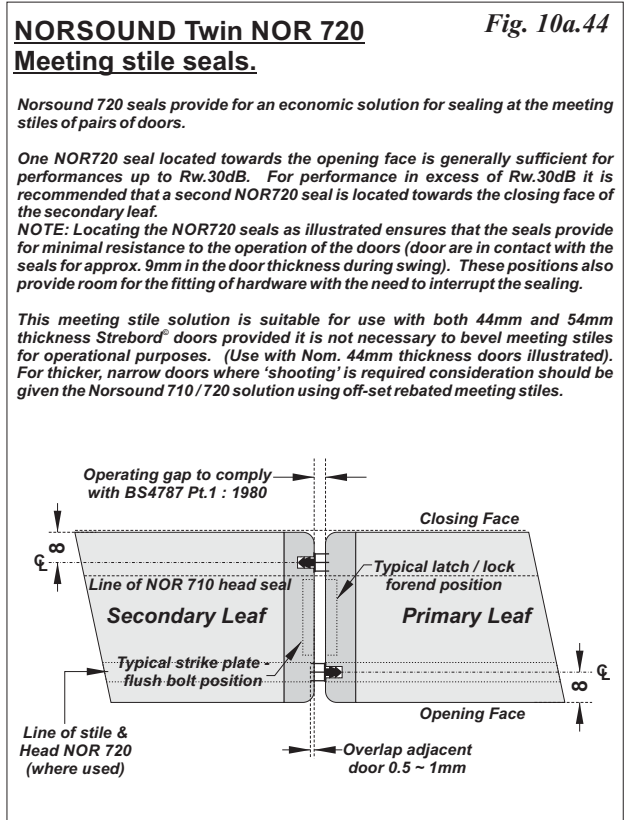 NORSOUND Twin NOR 720
Meeting stile seals.
Fig. 10a.44
Norsound 720 seals provide for an economic solution for sealing at the meeting
stiles of pairs of doors.
One NOR720 seal located towards the opening face is generally sufficient for
performances up to Rw.30dB. For performance in excess of Rw.30dB it is
recommended that a second NOR720 seal is located towards the closing face of
the secondary leaf.
NOTE: Locating the NOR720 seals as illustrated ensures that the seals provide
for minimal resistance to the operation of the doors (door are in contact with the
seals for approx. 9mm in the door thickness during swing). These positions also
provide room for the fitting of hardware with the need to interrupt the sealing.
This meeting stile solution is suitable for use with both 44mm and 54mm
thickness Strebord© doors provided it is not necessary to bevel meeting stiles
for operational purposes. (Use with Nom. 44mm thickness doors illustrated).
For thicker, narrow doors where ‘shooting’ is required consideration should be
given the Norsound 710 / 720 solution using off-set rebated meeting stiles.
Operating gap to comply
with BS4787 Pt.1 : 1980
Closing Face
8
℄
Line of NOR 710 head seal
Typical latch / lock
forend position
Secondary Leaf
Primary Leaf
Typical strike plate -
flush bolt position
8
℄
Opening Face
Line of stile &
Head NOR 720
(where used)
Overlap adjacent
door 0.5 ~ 1mm